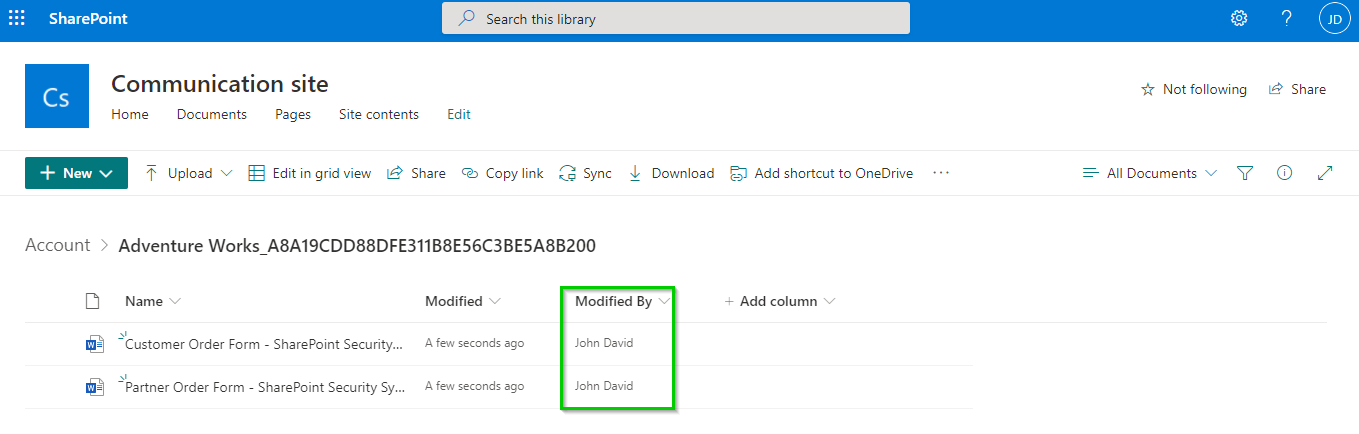 SharePoint
Search this library
?
JD
Cs
Communication site
Not following
Share
Home Documents Pages Site contents Edit
+ New Upload Edit in grid view Share Copy link Sync Download Add shortcut to OneDrive ... All Documents
Account > Adventure Works_A8A19CDD88DFE311B8E56C3BE5A8B200
Name Modified Modified By + Add column
Customer Order Form - SharePoint Security... A few seconds ago John David
Partner Order Form - SharePoint Security Sy... A few seconds ago John David